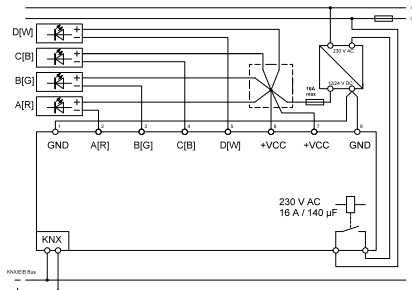 D[W]
+
−
C[B]
+
−
B[G]
+
−
A[R]
+
−
230 V AC
12/24 V DC
16A
max
1 2 3 4 5 6 7 8
GND A[R] B[G] C[B] D[W] +VCC +VCC GND
230 V AC
16 A / 140 µF
KNX
KNX/EIB Bus